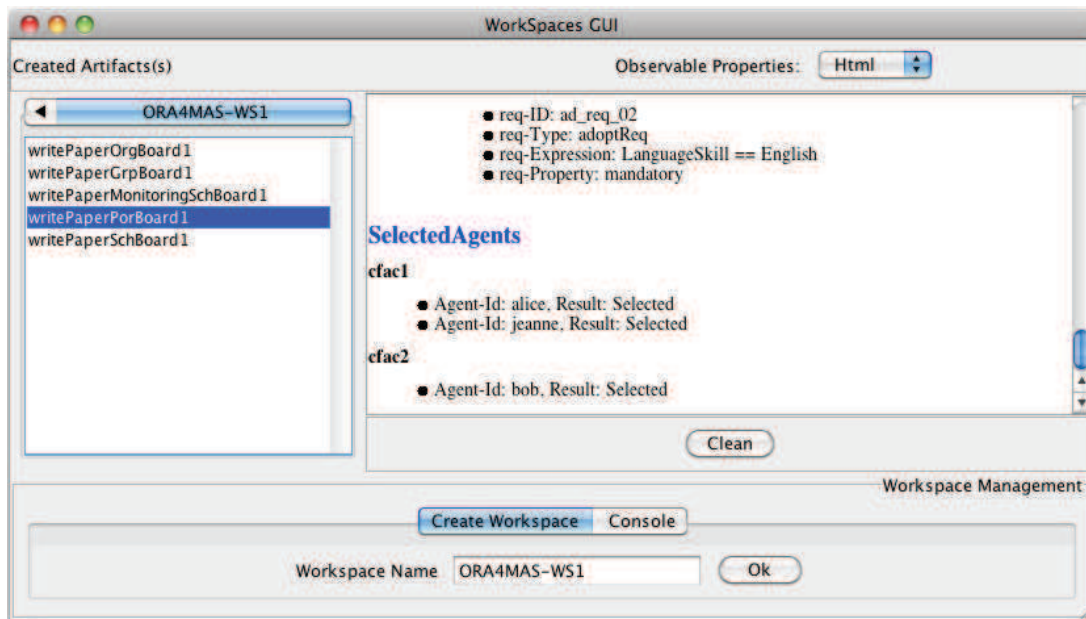 WorkSpaces GUI
Created Artifacts(s)
Observable Properties: Html
ORA4MAS-WS1
writePaperOrgBoard1
writePaperGrpBoard1
writePaperMonitoringSchBoard1
writePaperPorBoard1
writePaperSchBoard1
req-ID: ad_req_02
req-Type: adoptReq
req-Expression: LanguageSkill == English
req-Property: mandatory
SelectedAgents
cfac1
Agent-Id: alice, Result: Selected
Agent-Id: jeanne, Result: Selected
cfac2
Agent-Id: bob, Result: Selected
Clean
Workspace Management
Create Workspace Console
Workspace Name ORA4MAS-WS1 Ok